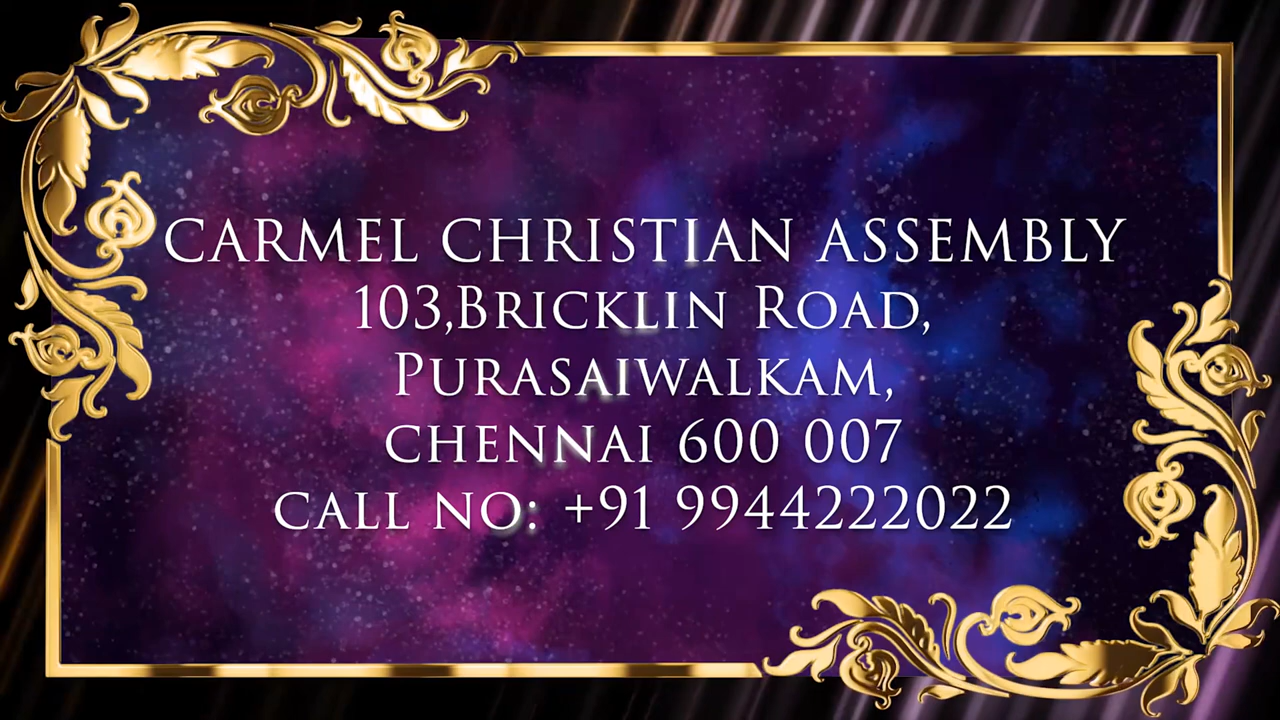 CARMEL CHRISTIAN ASSEMBLY
103,Bricklin Road,
Purasaiwalkam,
chennai 600 007
call no: +91 9944222022